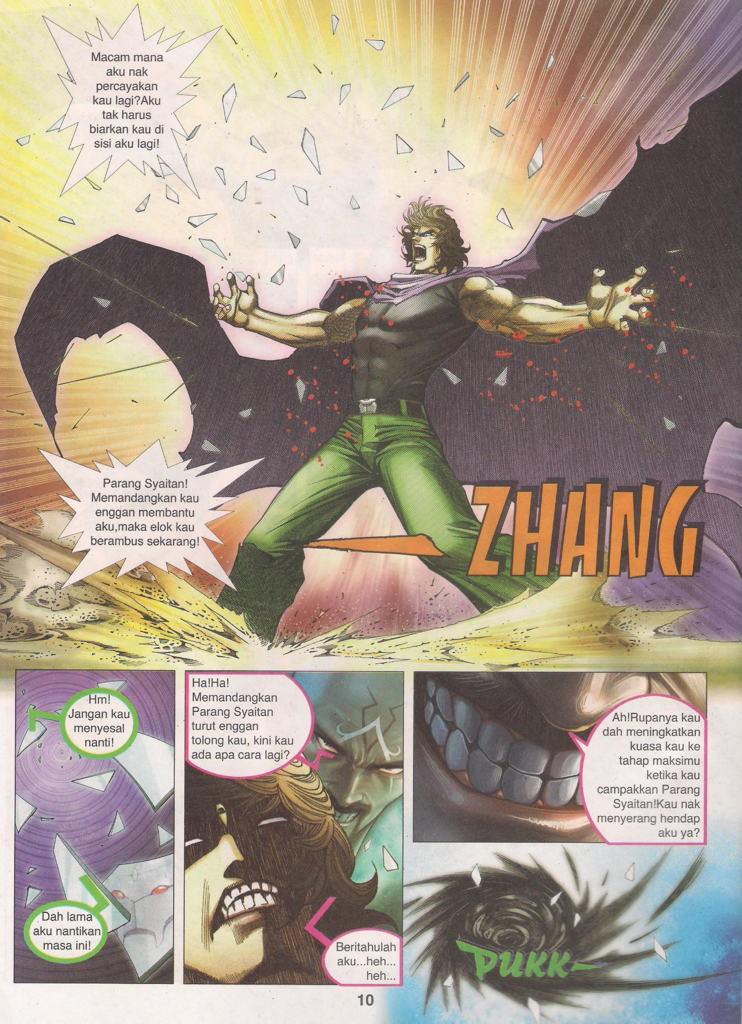 Macam mana
aku nak
percayakan
kau lagi?Aku
tak harus
biarkan kau di
sisi aku lagi!
Parang Syaitan!
Memandangkan kau
enggan membantu
aku,maka elok kau
berambus sekarang!
ZHANG
Hm!
Jangan kau
menyesal
nanti!
Dah lama
aku nantikan
masa ini!
Ha!Ha!
Memandangkan
Parang Syaitan
turut enggan
tolong kau, kini kau
ada apa cara lagi?
Beritahulah
aku...heh...
heh...
Ah!Rupanya kau
dah meningkatkan
kuasa kau ke
tahap maksimu
ketika kau
campakkan Parang
Syaitan!Kau nak
menyerang hendap
aku ya?
PUKK-
10